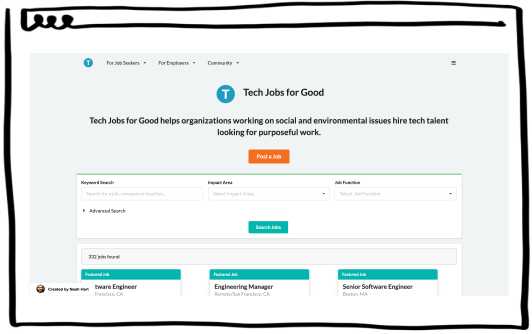 T
For Job Seekers
For Employers
Community
T Tech Jobs for Good
Tech Jobs for Good helps organizations working on social and environmental issues hire tech talent
looking for purposeful work.
Post a Job
Keyword Search
Impact Area
Job Function
Search for a job, company or location...
Select Impact Areas
Select Job Function
Advanced Search
Search Jobs
332 jobs found
Featured Job
Featured Job
Featured Job
tware Engineer
Engineering Manager
Senior Software Engineer
Francisco, CA
Remote/San Francisco, CA
Boston, MA
Created by Noah Hart